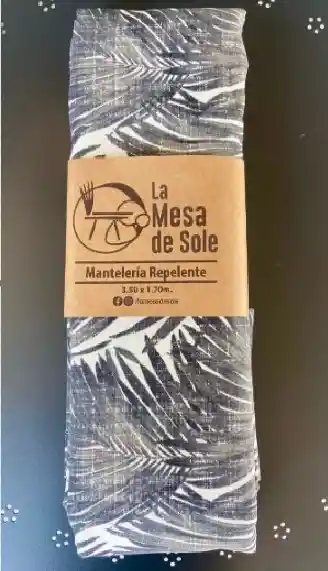 La
Mesa
de Sole
Mantelería Repelente
3.50 x 1.70m.